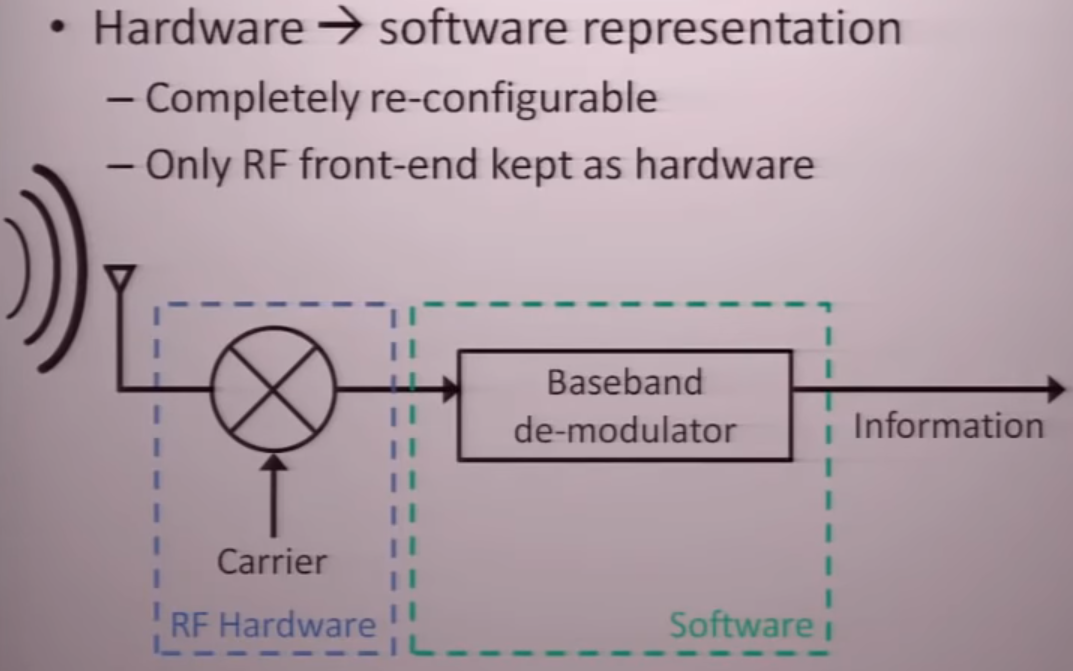 • Hardware → software representation
– Completely re-configurable
– Only RF front-end kept as hardware
Baseband
de-modulator
Information
Carrier
RF Hardware
Software